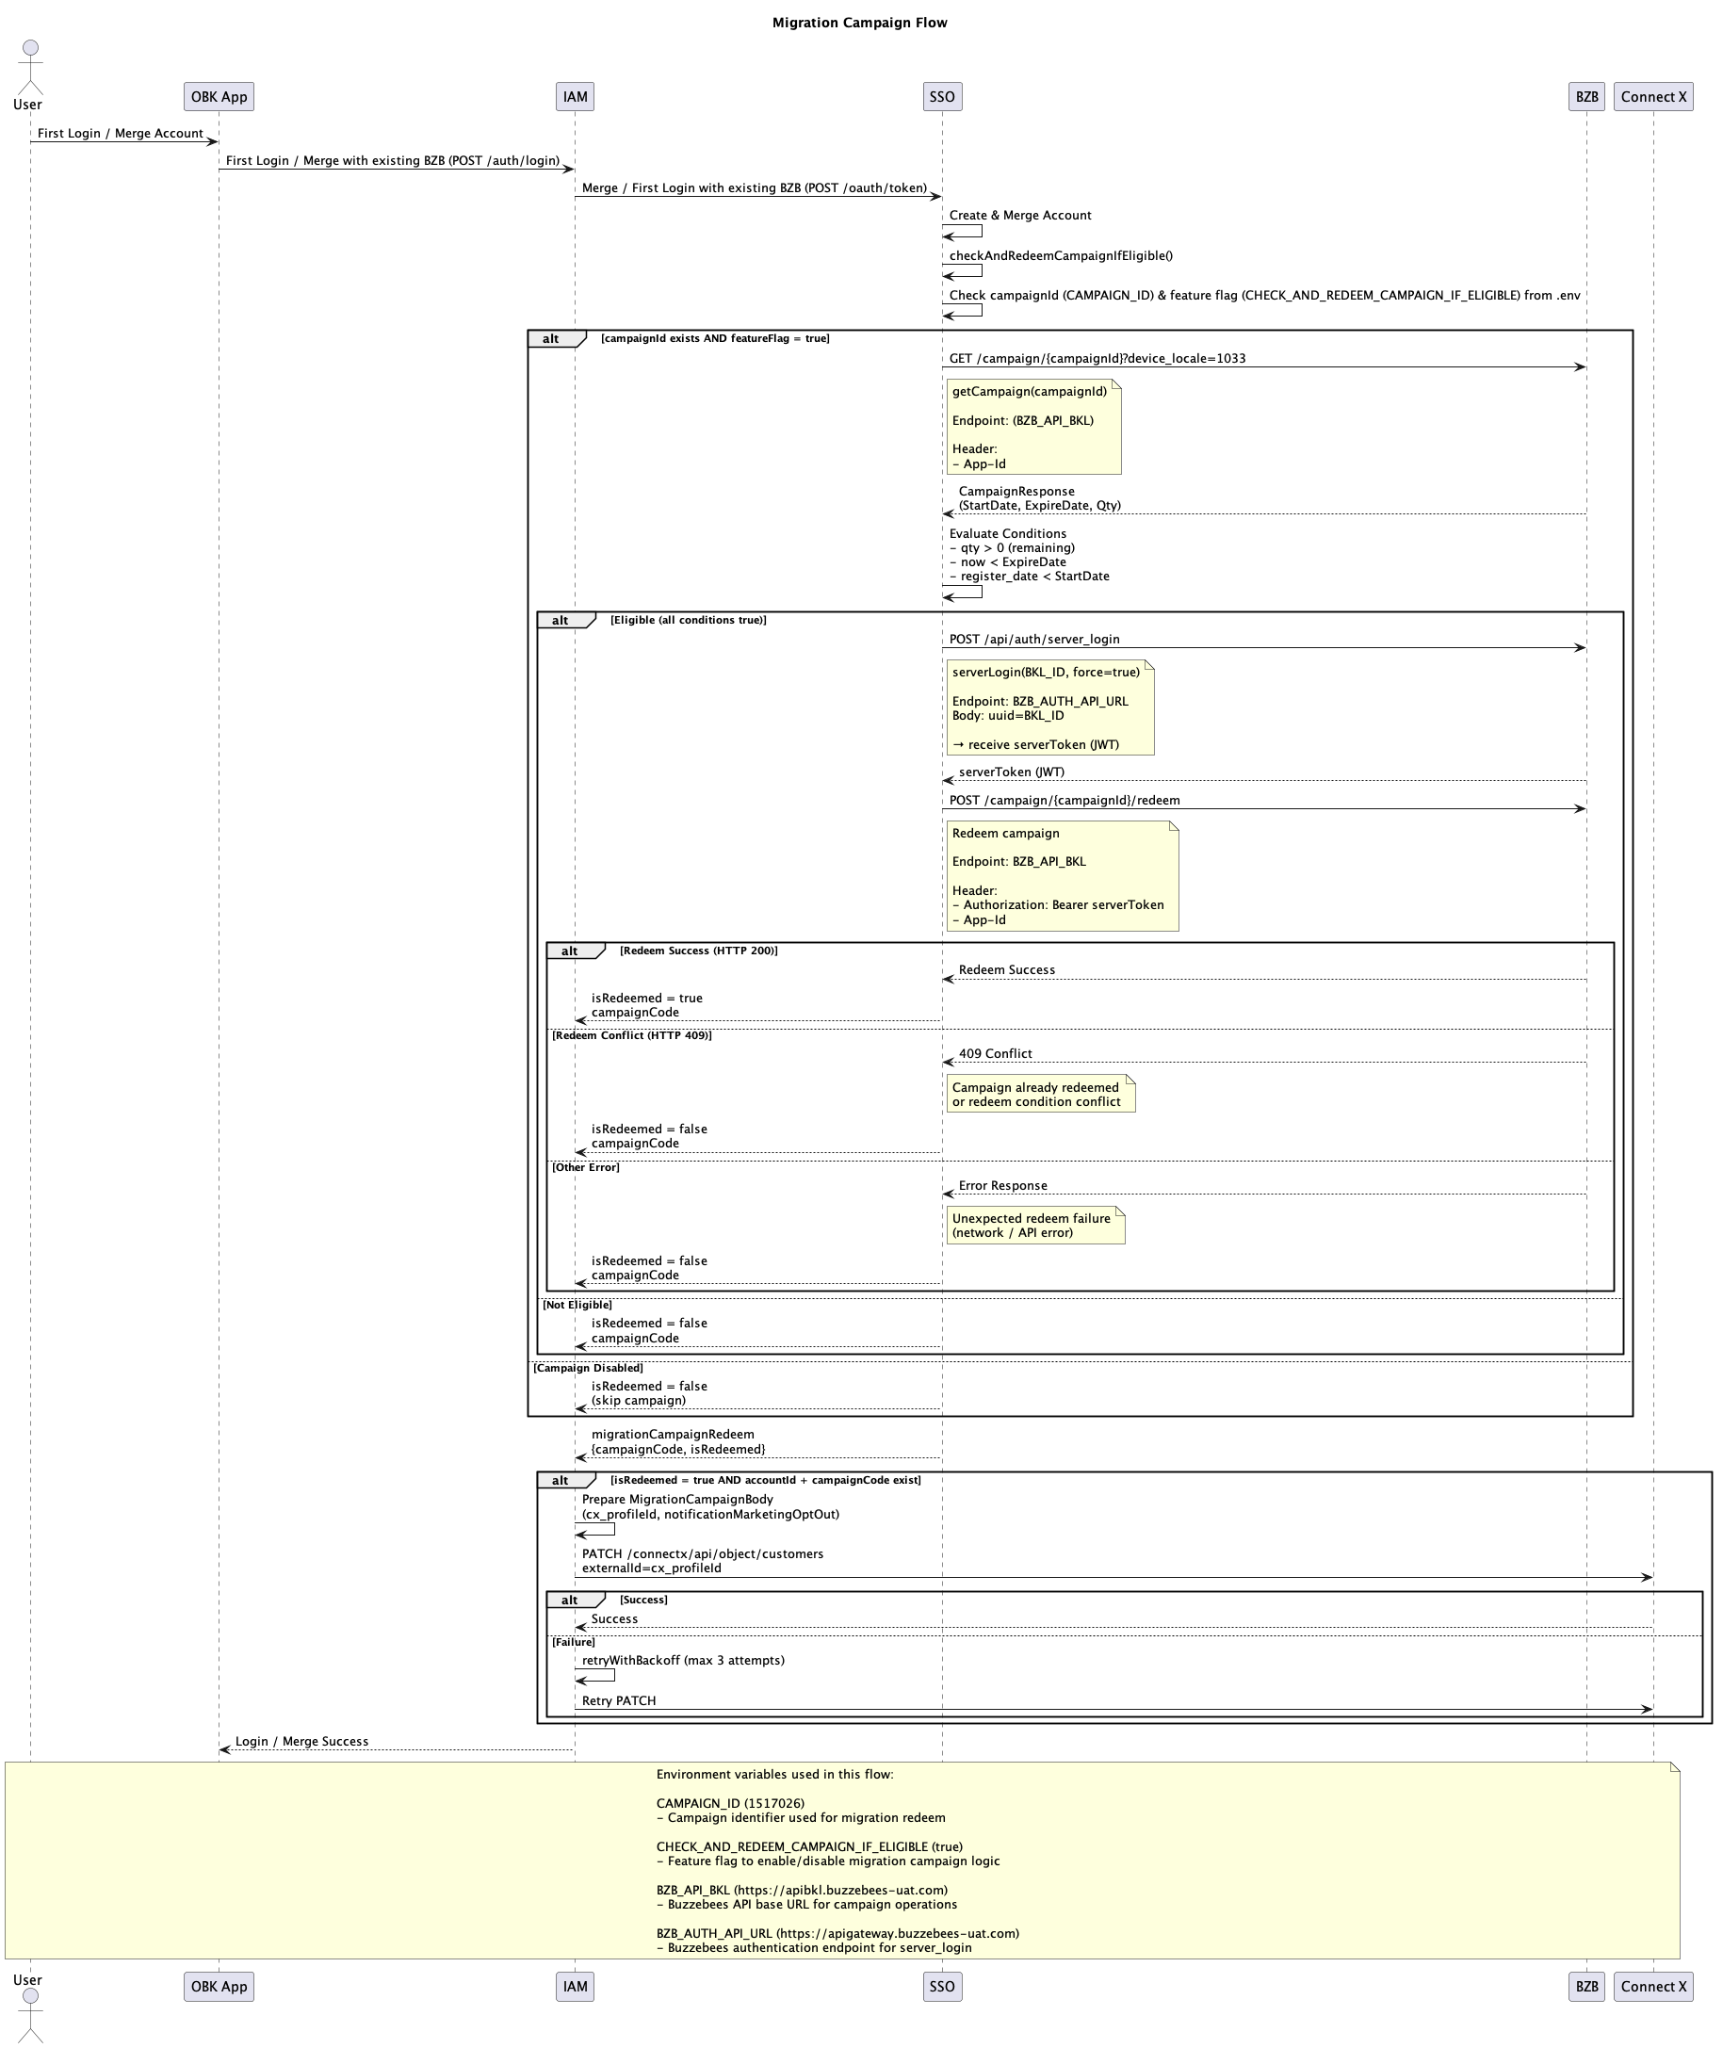 Migration Campaign Flow
User
OBK App
IAM
SSO
BZB
Connect X
First Login / Merge Account
First Login / Merge with existing BZB (POST /auth/login)
Merge / First Login with existing BZB (POST /oauth/token)
Create & Merge Account
checkAndRedeemCampaignIfEligible()
Check campaignId (CAMPAIGN_ID) & feature flag (CHECK_AND_REDEEM_CAMPAIGN_IF_ELIGIBLE) from .env
alt [campaignId exists AND featureFlag = true]
GET /campaign/{campaignId}?device_locale=1033
getCampaign(campaignId)
Endpoint: (BZB_API_BKL)
Header:
- App-Id
CampaignResponse
(StartDate, ExpireDate, Qty)
Evaluate Conditions
- qty > 0 (remaining)
- now < ExpireDate
- register_date < StartDate
alt [Eligible (all conditions true)]
POST /api/auth/server_login
serverLogin(BKL_ID, force=true)
Endpoint: BZB_AUTH_API_URL
Body: uuid=BKL_ID
→ receive serverToken (JWT)
serverToken (JWT)
POST /campaign/{campaignId}/redeem
Redeem campaign
Endpoint: BZB_API_BKL
Header:
- Authorization: Bearer serverToken
- App-Id
alt [Redeem Success (HTTP 200)]
Redeem Success
isRedeemed = true
campaignCode
[Redeem Conflict (HTTP 409)]
409 Conflict
Campaign already redeemed
or redeem condition conflict
isRedeemed = false
campaignCode
[Other Error]
Error Response
Unexpected redeem failure
(network / API error)
isRedeemed = false
campaignCode
[Not Eligible]
isRedeemed = false
campaignCode
[Campaign Disabled]
isRedeemed = false
(skip campaign)
migrationCampaignRedeem
{campaignCode, isRedeemed}
alt [isRedeemed = true AND accountId + campaignCode exist]
Prepare MigrationCampaignBody
(cx_profileId, notificationMarketingOptOut)
PATCH /connectx/api/object/customers
externalId=cx_profileId
alt [Success]
Success
[Failure]
retryWithBackoff (max 3 attempts)
Retry PATCH
Login / Merge Success
Environment variables used in this flow:
CAMPAIGN_ID (1517026)
- Campaign identifier used for migration redeem
CHECK_AND_REDEEM_CAMPAIGN_IF_ELIGIBLE (true)
- Feature flag to enable/disable migration campaign logic
BZB_API_BKL (https://apibkl.buzzebees-uat.com)
- Buzzebees API base URL for campaign operations
BZB_AUTH_API_URL (https://apigateway.buzzebees-uat.com)
- Buzzebees authentication endpoint for server_login
User
OBK App
IAM
SSO
BZB
Connect X